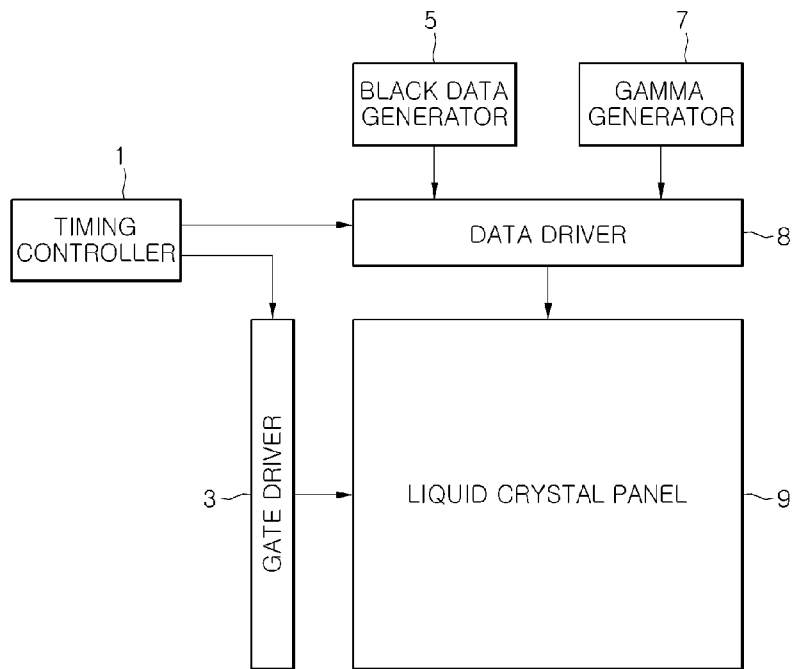 5
7
BLACK DATA
GENERATOR
GAMMA
GENERATOR
1
TIMING
CONTROLLER
DATA DRIVER
8
3
GATE DRIVER
LIQUID CRYSTAL PANEL
9